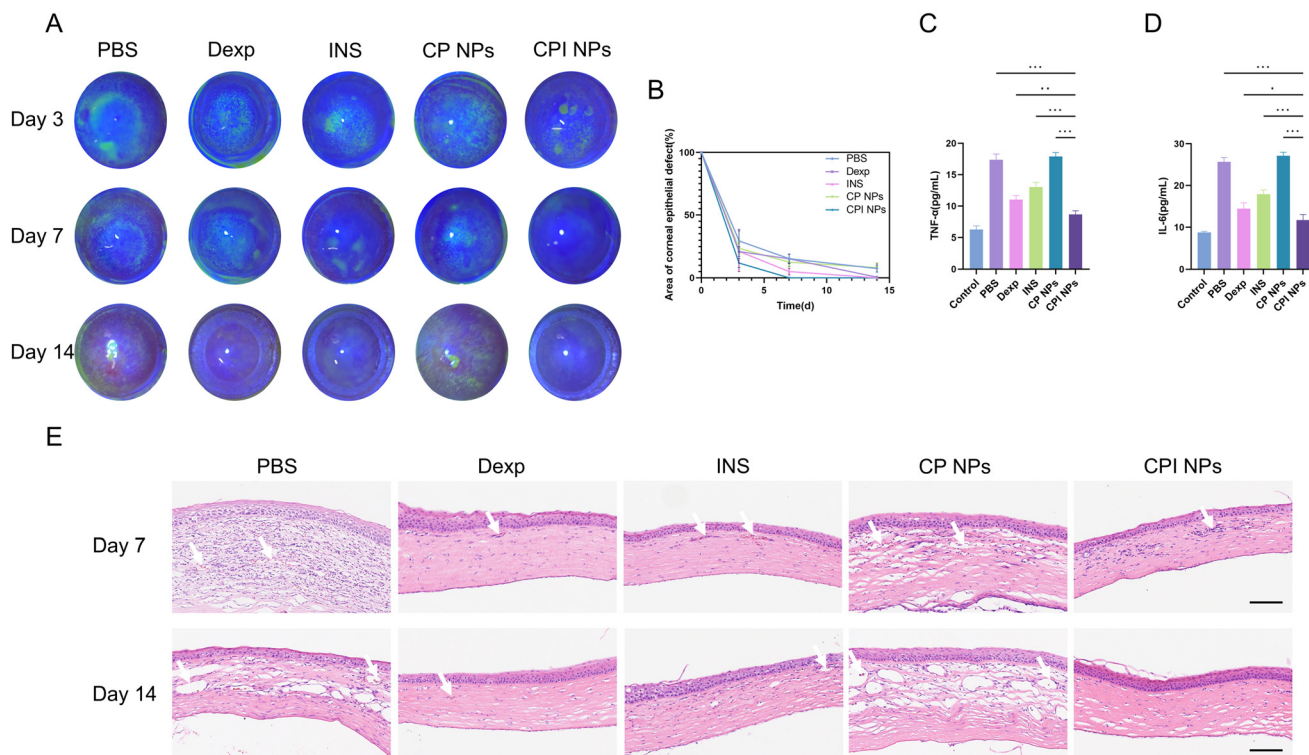 A
PBS Dexp INS CP NPs CPI NPs
Day 3
Day 7
Day 14
B
Area of corneal epithelial defect(%)
100
50
0
0 5 10 15
Time(d)
PBS
Dexp
INS
CP NPs
CPI NPs
C
TNF-α(pg/mL)
20
15
10
5
0
Control PBS Dexp INS CP NPs CPI NPs
***
**
***
***
D
IL-6(pg/mL)
30
20
10
0
Control PBS Dexp INS CP NPs CPI NPs
***
*
***
***
E
PBS Dexp INS CP NPs CPI NPs
Day 7
Day 14